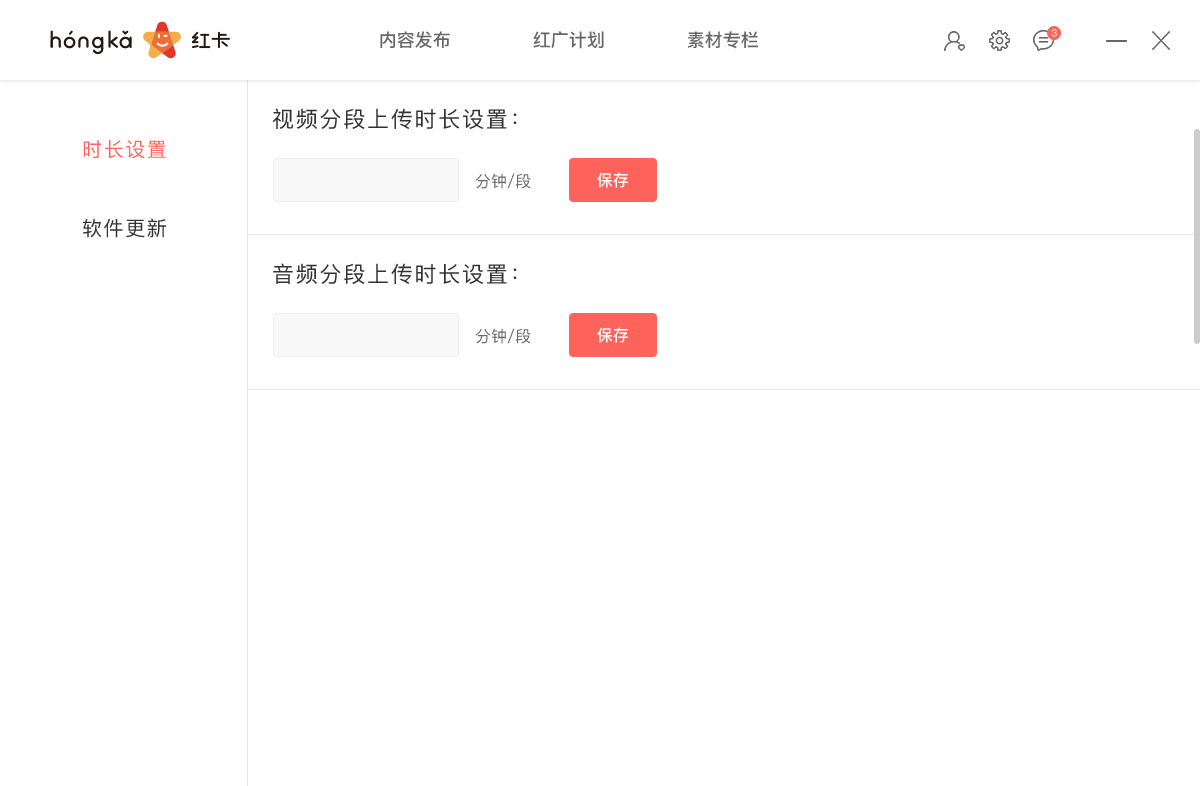 hóngkǎ 红卡
内容发布 红广计划 素材专栏
3
时长设置
软件更新
视频分段上传时长设置：
分钟/段 保存
音频分段上传时长设置：
分钟/段 保存